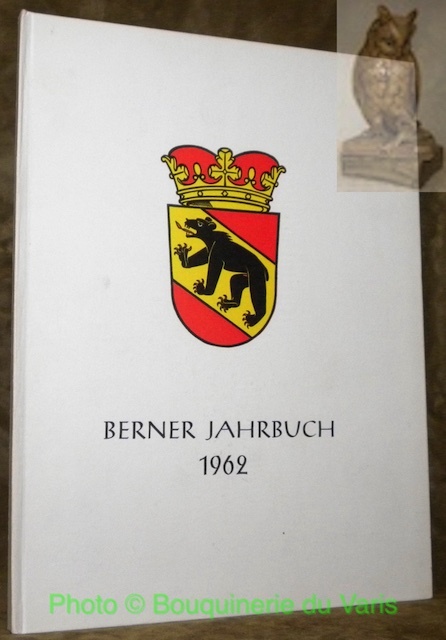 BERNER JAHRBUCH
1962
Photo © Bouquinerie du Varis